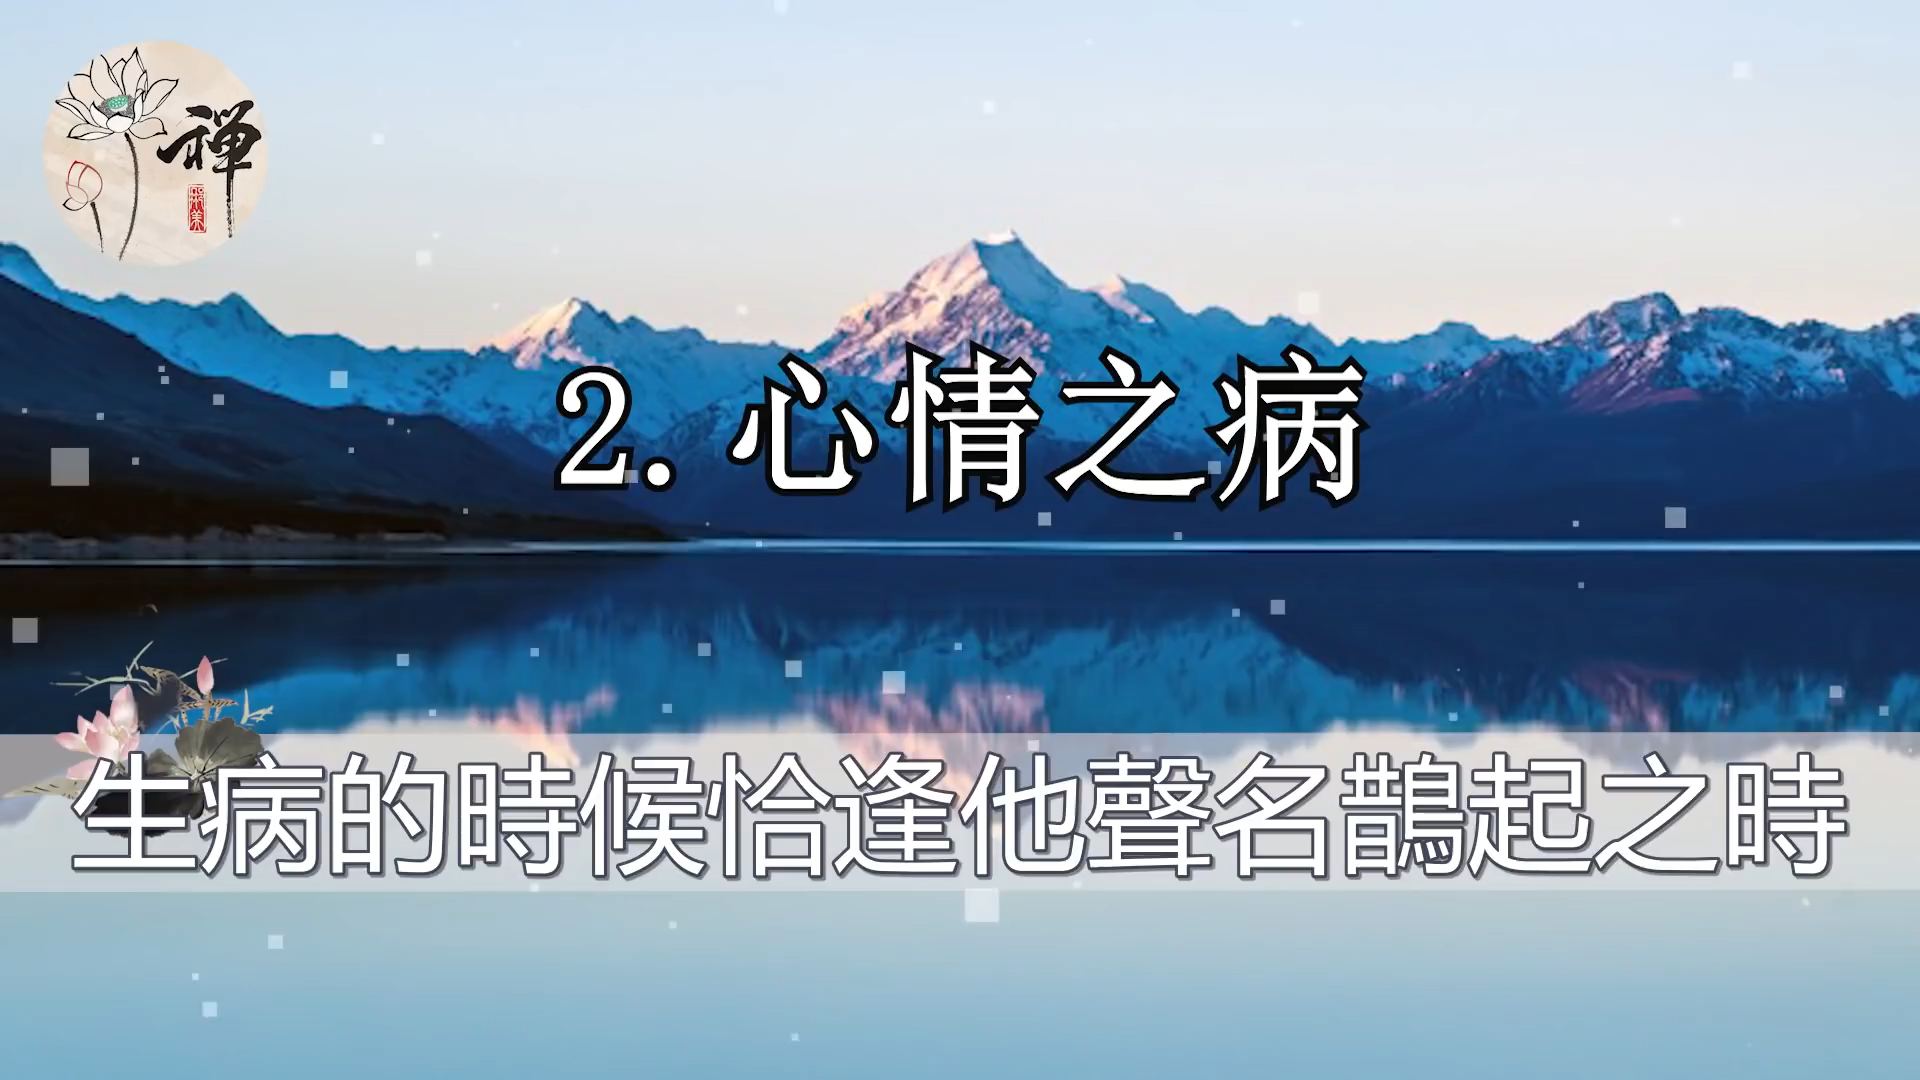 禅
2. 心情之病
生病的時候恰逢他聲名鵲起之時